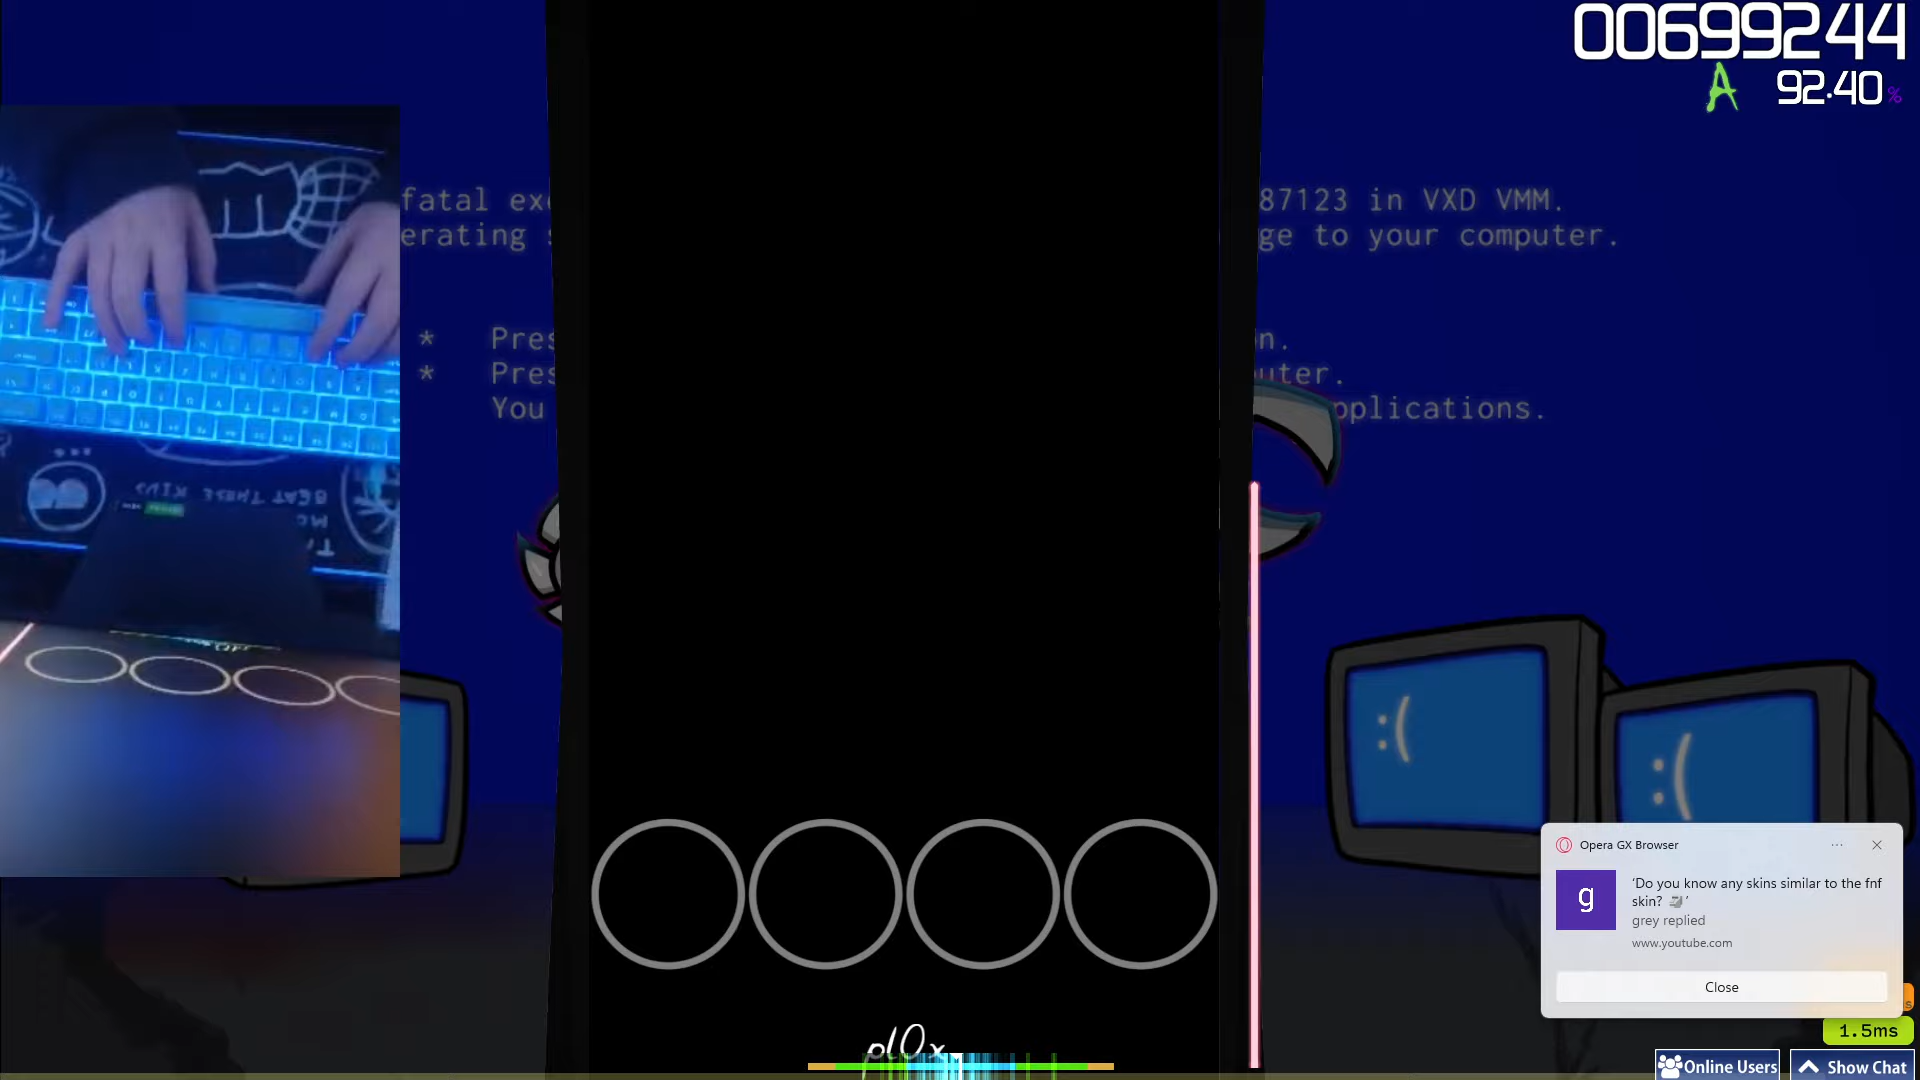 00699244
A 92.40%
fatal ex 87123 in VXD VMM.
erating ge to your computer.
* Pres n.
* Pres uter.
You pplications.
:(
:(
Opera GX Browser
g
'Do you know any skins similar to the fnf
skin? '
grey replied
www.youtube.com
Close
1.5ms
pl0x
Online Users
Show Chat